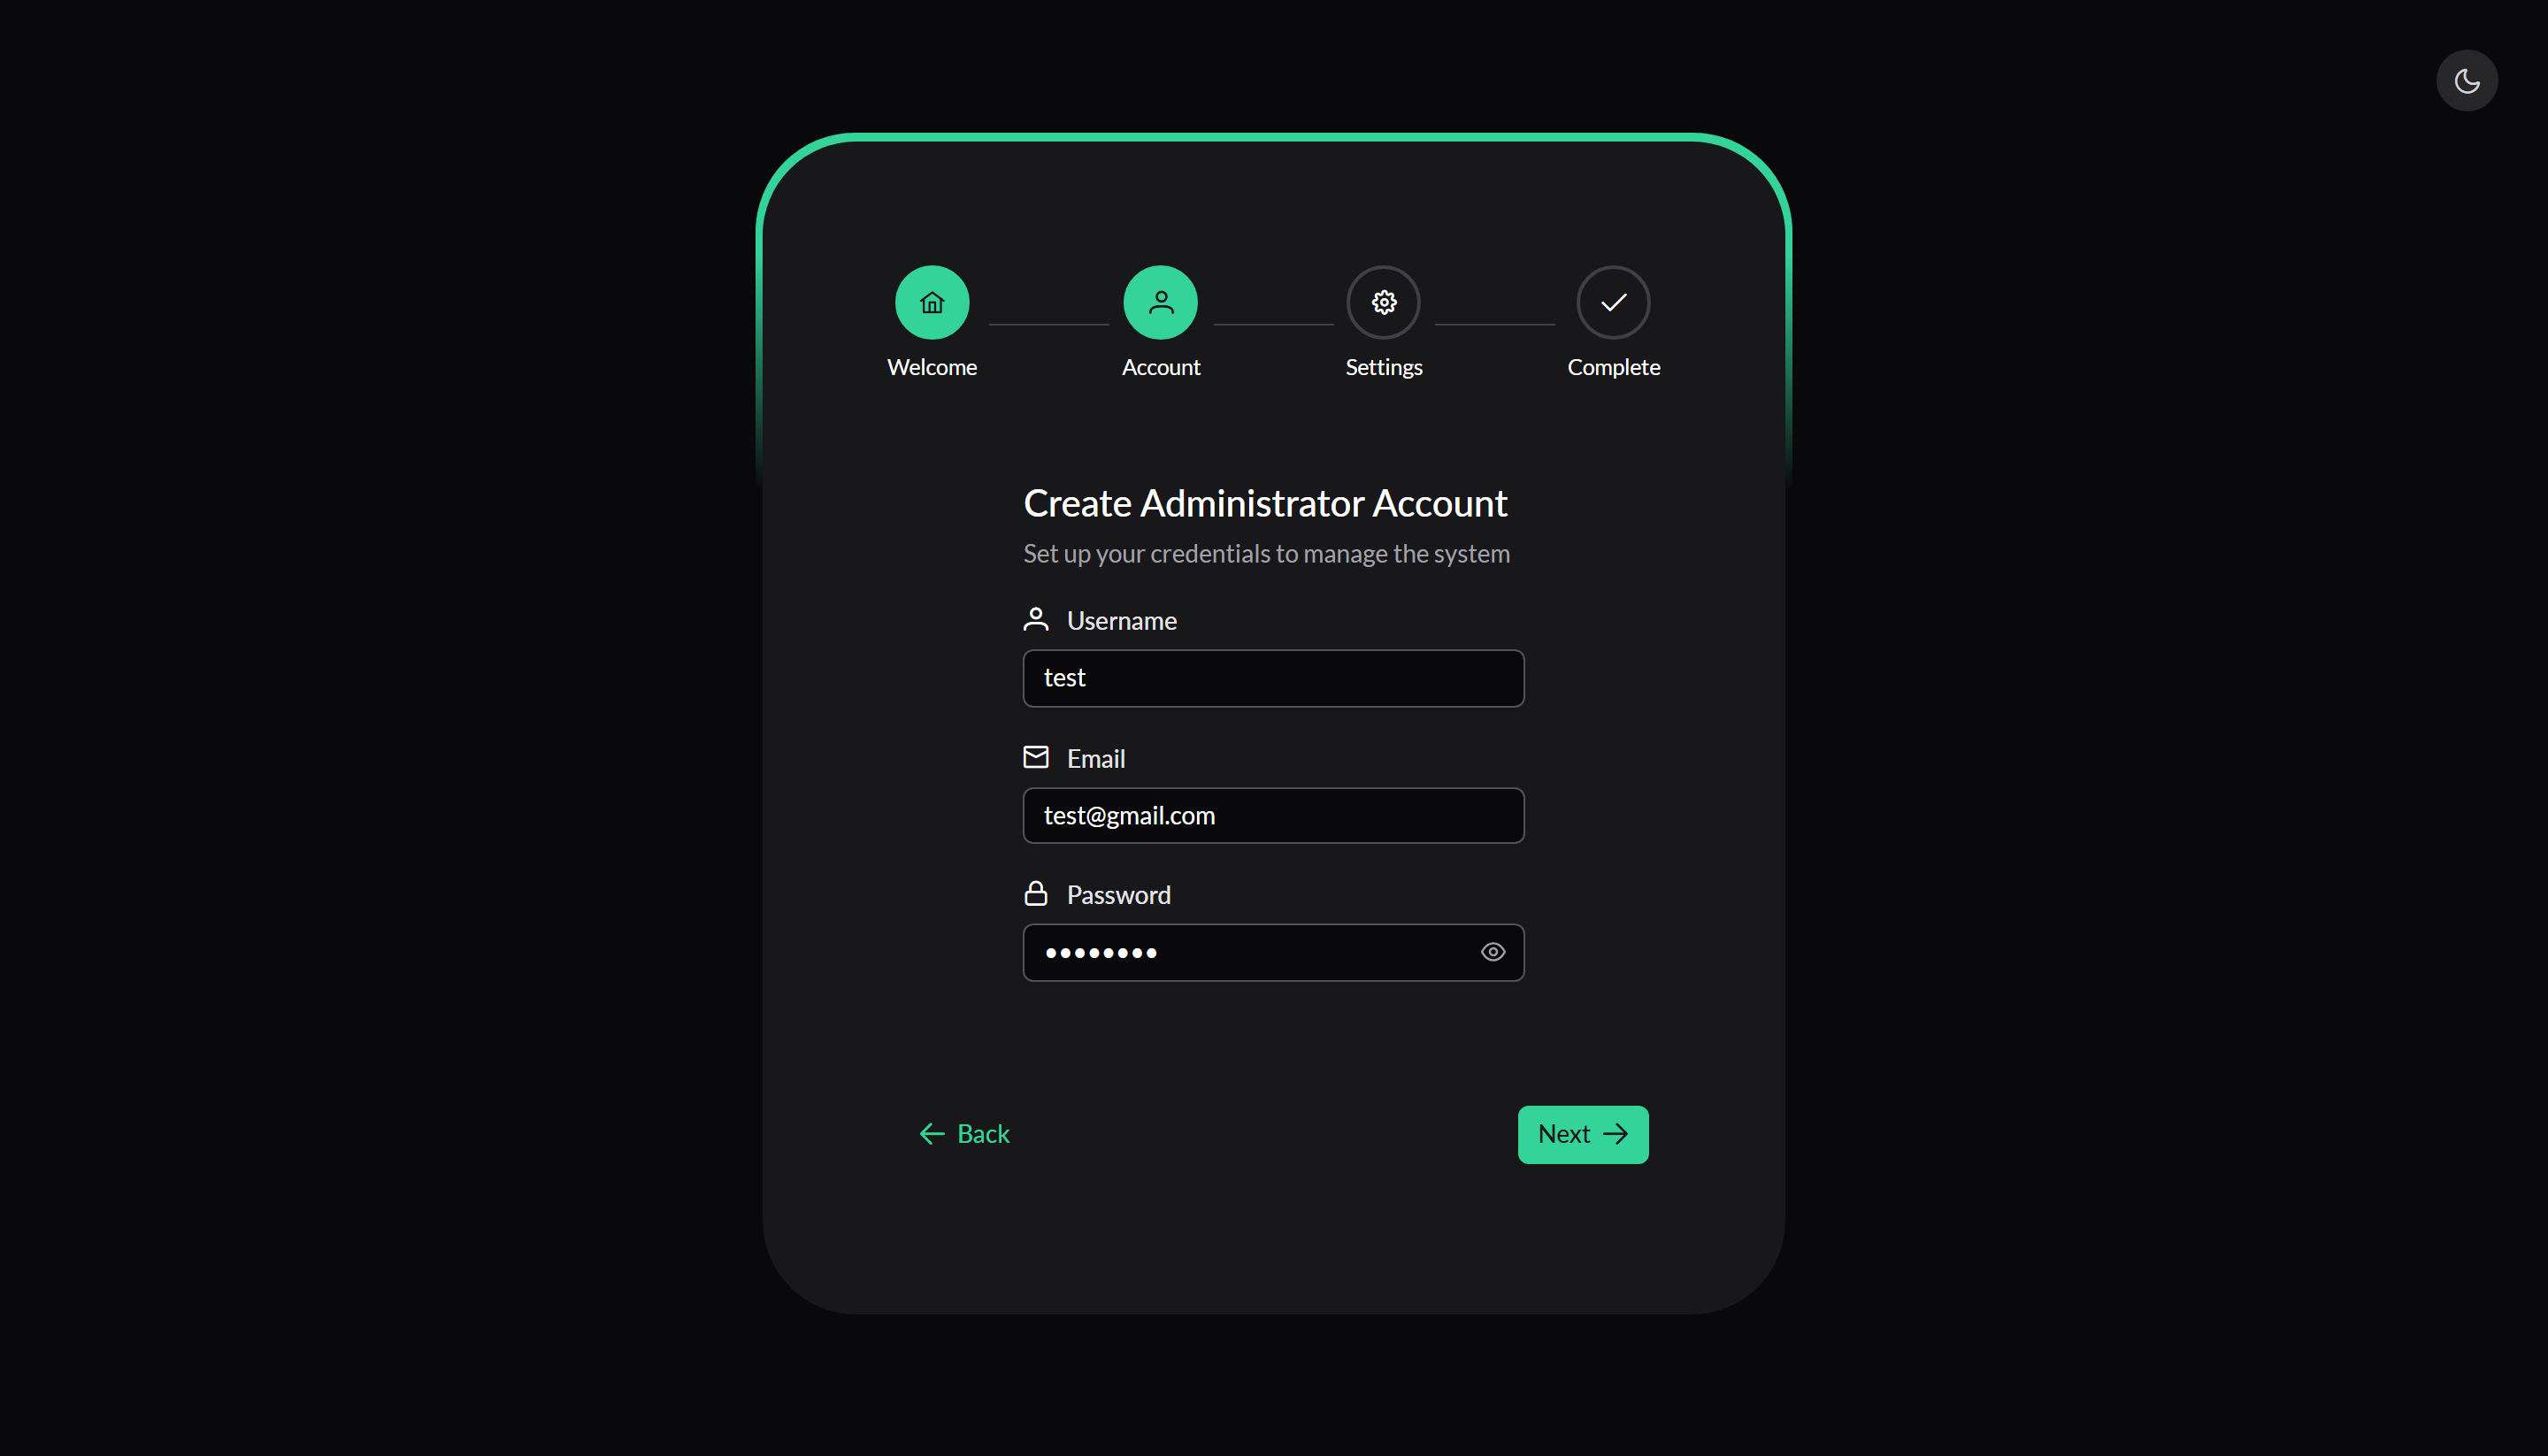 Welcome
Account
Settings
Complete
Create Administrator Account
Set up your credentials to manage the system
Username
test
Email
test@gmail.com
Password
••••••••
Back
Next